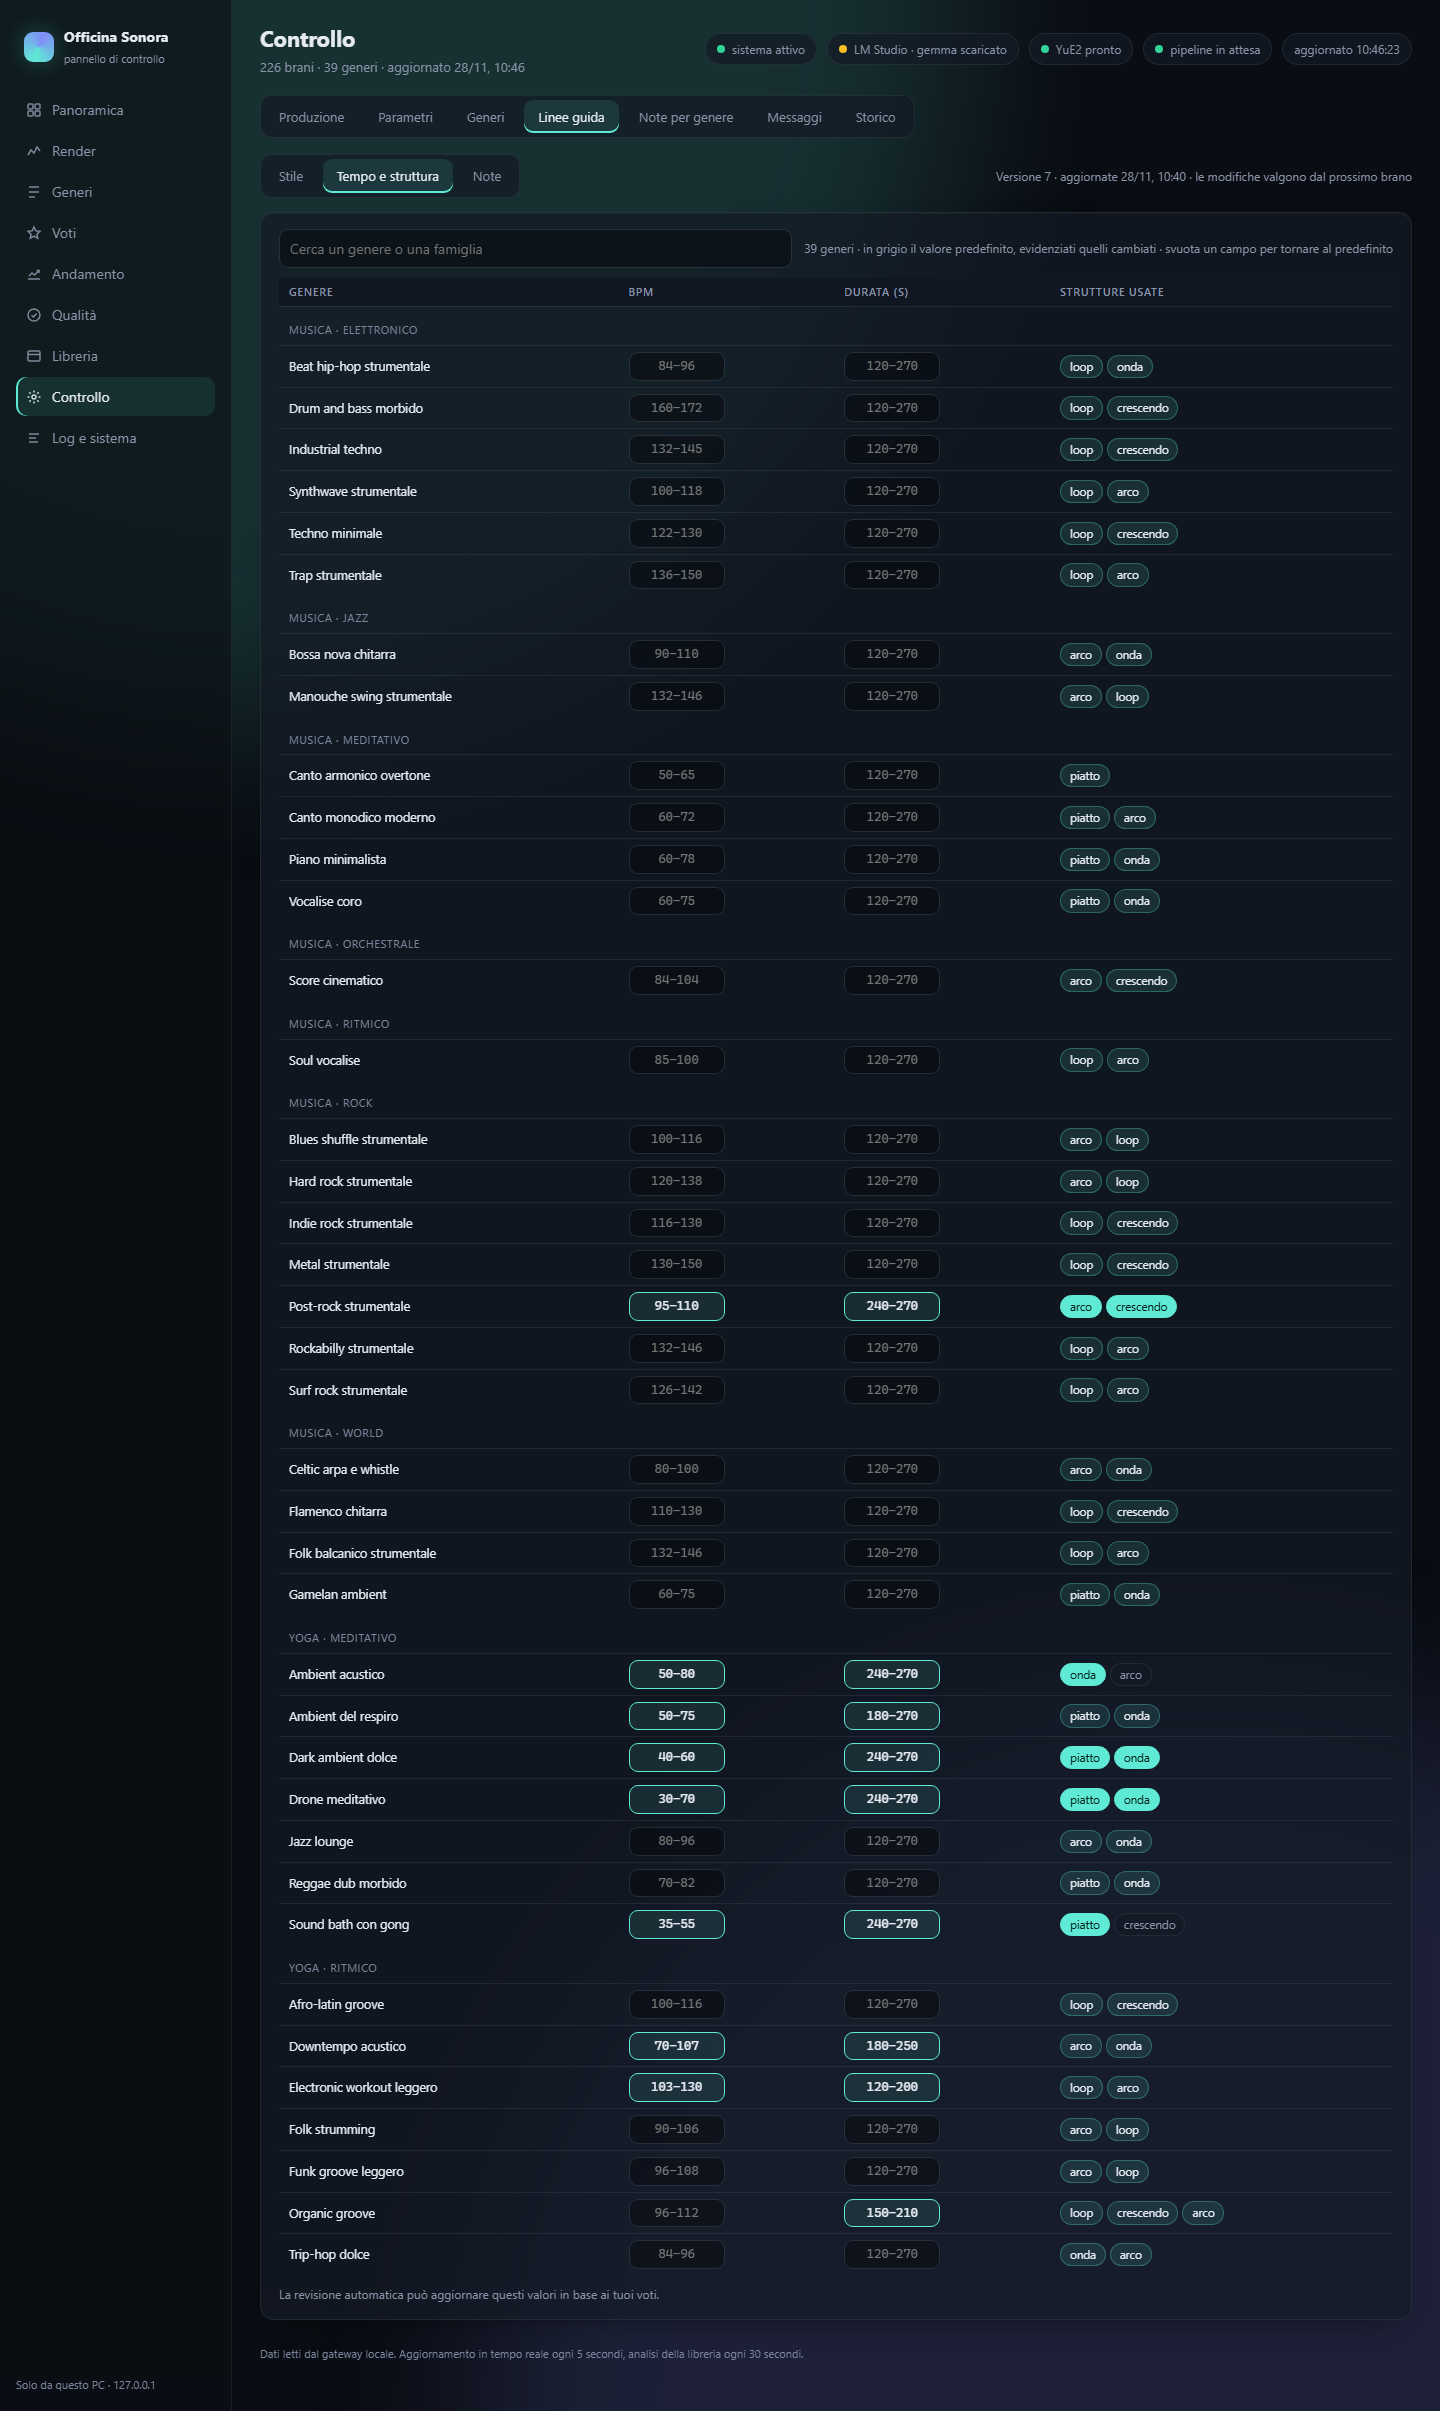 Officina Sonora
pannello di controllo
Panoramica
Render
Generi
Voti
Andamento
Qualità
Libreria
Controllo
Log e sistema
Solo da questo PC · 127.0.0.1
Controllo
226 brani · 39 generi · aggiornato 28/11, 10:46
sistema attivo
LM Studio · gemma scaricato
YuE2 pronto
pipeline in attesa
aggiornato 10:46:23
Produzione Parametri Generi Linee guida Note per genere Messaggi Storico
Stile Tempo e struttura Note
Versione 7 · aggiornate 28/11, 10:40 · le modifiche valgono dal prossimo brano
Cerca un genere o una famiglia
39 generi · in grigio il valore predefinito, evidenziati quelli cambiati · svuota un campo per tornare al predefinito
GENERE BPM DURATA (S) STRUTTURE USATE
MUSICA · ELETTRONICO
Beat hip-hop strumentale 84–96 120–270 loop onda
Drum and bass morbido 160–172 120–270 loop crescendo
Industrial techno 132–145 120–270 loop crescendo
Synthwave strumentale 100–118 120–270 loop arco
Techno minimale 122–130 120–270 loop crescendo
Trap strumentale 136–150 120–270 loop arco
MUSICA · JAZZ
Bossa nova chitarra 90–110 120–270 arco onda
Manouche swing strumentale 132–146 120–270 arco loop
MUSICA · MEDITATIVO
Canto armonico overtone 50–65 120–270 piatto
Canto monodico moderno 60–72 120–270 piatto arco
Piano minimalista 60–78 120–270 piatto onda
Vocalise coro 60–75 120–270 piatto onda
MUSICA · ORCHESTRALE
Score cinematico 84–104 120–270 arco crescendo
MUSICA · RITMICO
Soul vocalise 85–100 120–270 loop arco
MUSICA · ROCK
Blues shuffle strumentale 100–116 120–270 arco loop
Hard rock strumentale 120–138 120–270 arco loop
Indie rock strumentale 116–130 120–270 loop crescendo
Metal strumentale 130–150 120–270 loop crescendo
Post-rock strumentale 95–110 240–270 arco crescendo
Rockabilly strumentale 132–146 120–270 loop arco
Surf rock strumentale 126–142 120–270 loop arco
MUSICA · WORLD
Celtic arpa e whistle 80–100 120–270 arco onda
Flamenco chitarra 110–130 120–270 loop crescendo
Folk balcanico strumentale 132–146 120–270 loop arco
Gamelan ambient 60–75 120–270 piatto onda
YOGA · MEDITATIVO
Ambient acustico 50–80 240–270 onda arco
Ambient del respiro 50–75 180–270 piatto onda
Dark ambient dolce 40–60 240–270 piatto onda
Drone meditativo 30–70 240–270 piatto onda
Jazz lounge 80–96 120–270 arco onda
Reggae dub morbido 70–82 120–270 piatto onda
Sound bath con gong 35–55 240–270 piatto crescendo
YOGA · RITMICO
Afro-latin groove 100–116 120–270 loop crescendo
Downtempo acustico 70–107 180–250 arco onda
Electronic workout leggero 103–130 120–200 loop arco
Folk strumming 90–106 120–270 arco loop
Funk groove leggero 96–108 120–270 arco loop
Organic groove 96–112 150–210 loop crescendo arco
Trip-hop dolce 84–96 120–270 onda arco
La revisione automatica può aggiornare questi valori in base ai tuoi voti.
Dati letti dal gateway locale. Aggiornamento in tempo reale ogni 5 secondi, analisi della libreria ogni 30 secondi.